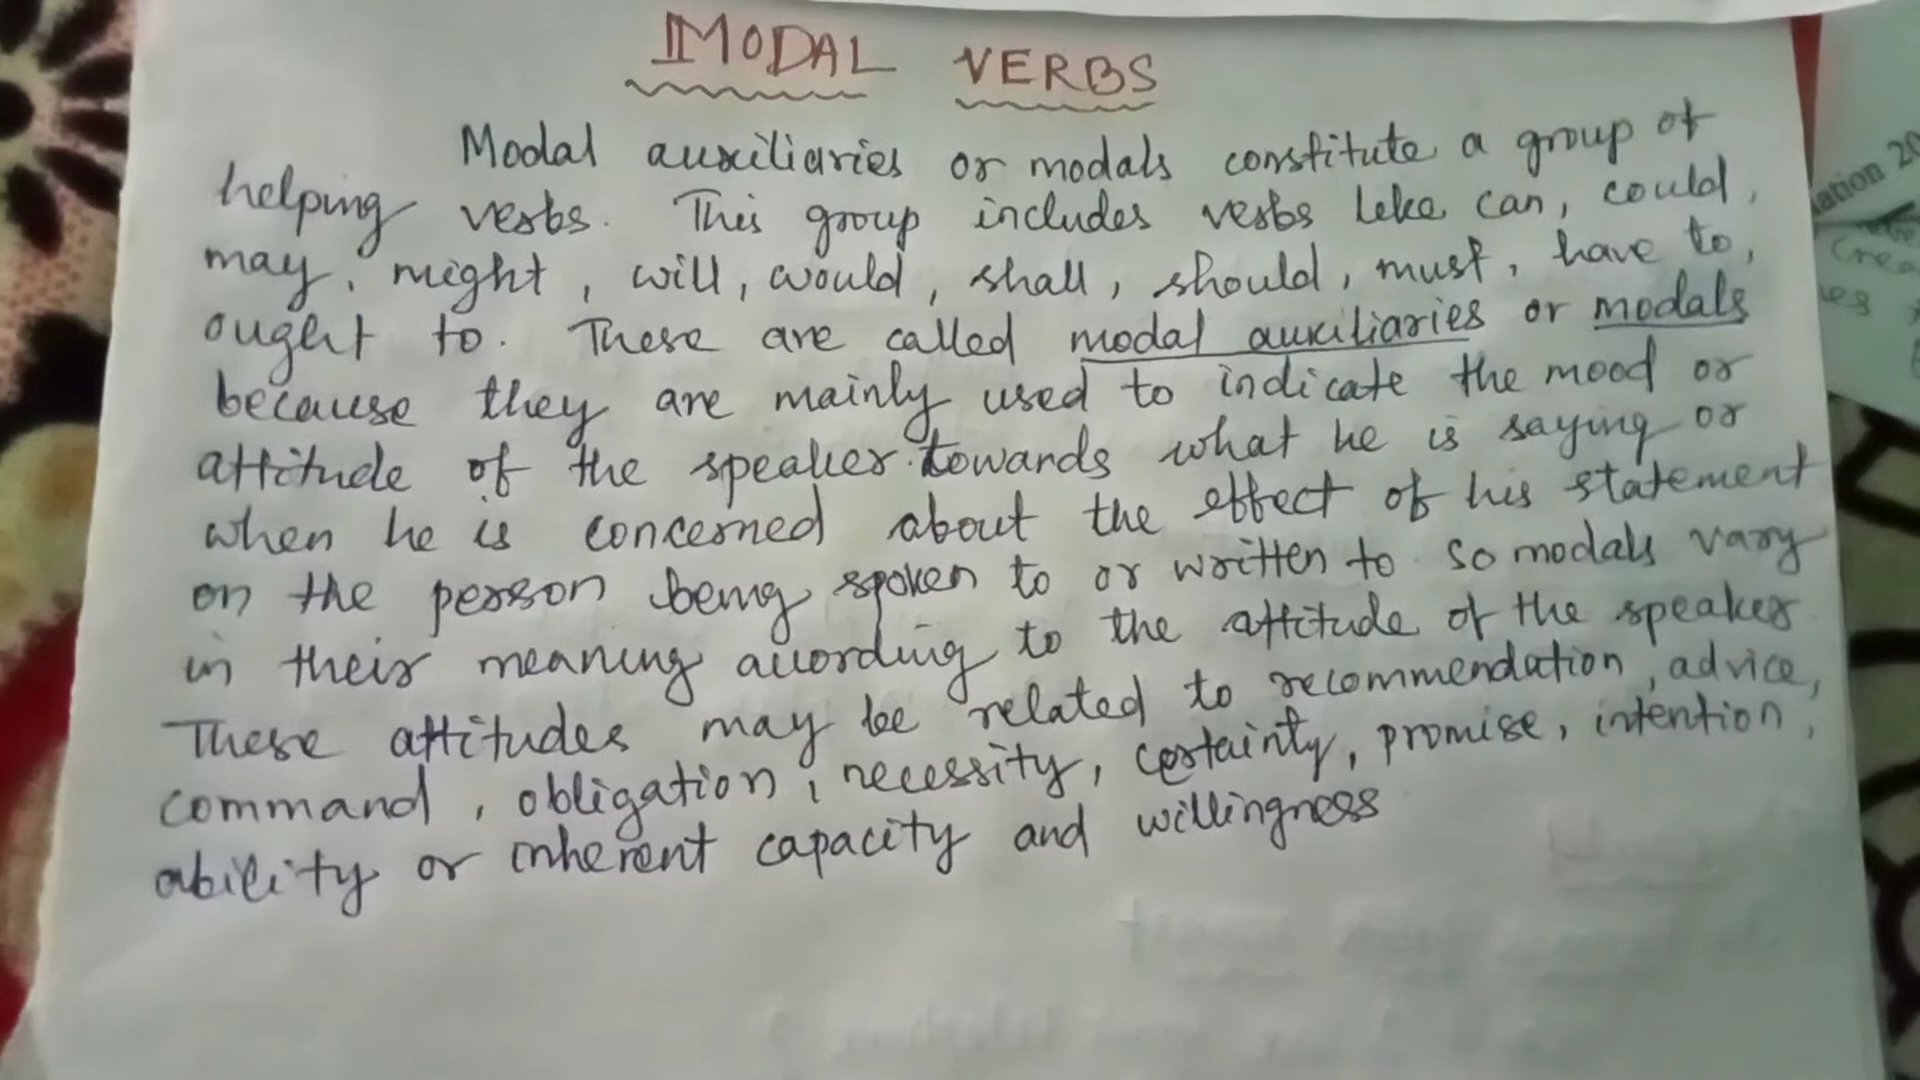 MODAL VERBS
Modal auxiliaries or modals constitute a group of
helping verbs. This group includes verbs like can, could,
may, might, will, would, shall, should, must, have to,
ought to. These are called modal auxiliaries or modals
because they are mainly used to indicate the mood or
attitude of the speaker towards what he is saying or
when he is concerned about the effect of his statement
on the person being spoken to or written to. So modals vary
in their meaning acording to the attitude of the speaker.
These attitudes may be related to recommendation, advice,
command, obligation, necessity, certainty, promise, intention,
ability or inherent capacity and willingness
ation 20